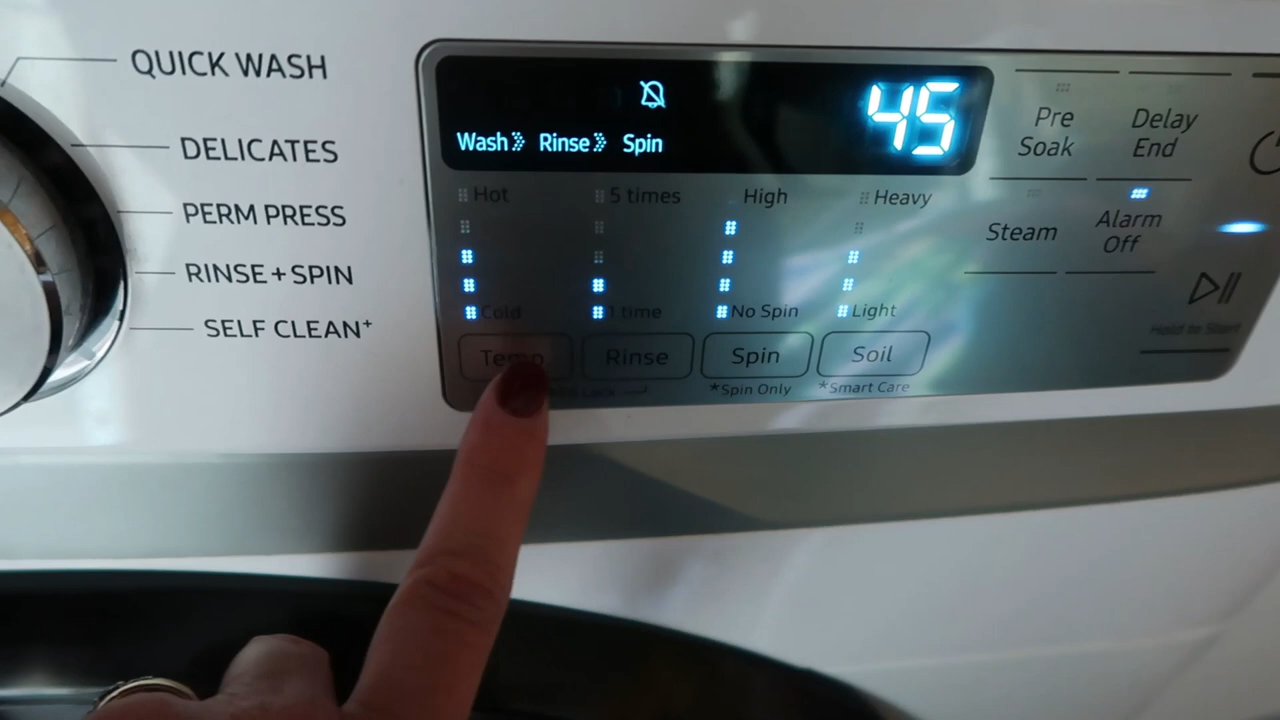 QUICK WASH
DELICATES
PERM PRESS
RINSE+SPIN
SELF CLEAN+
45
Wash Rinse Spin
Hot 5 times High Heavy
Cold 1 time No Spin Light
Temp Rinse Spin Soil
Lock *Spin Only *Smart Care
Pre Soak
Delay End
Steam
Alarm Off
Hold to Start